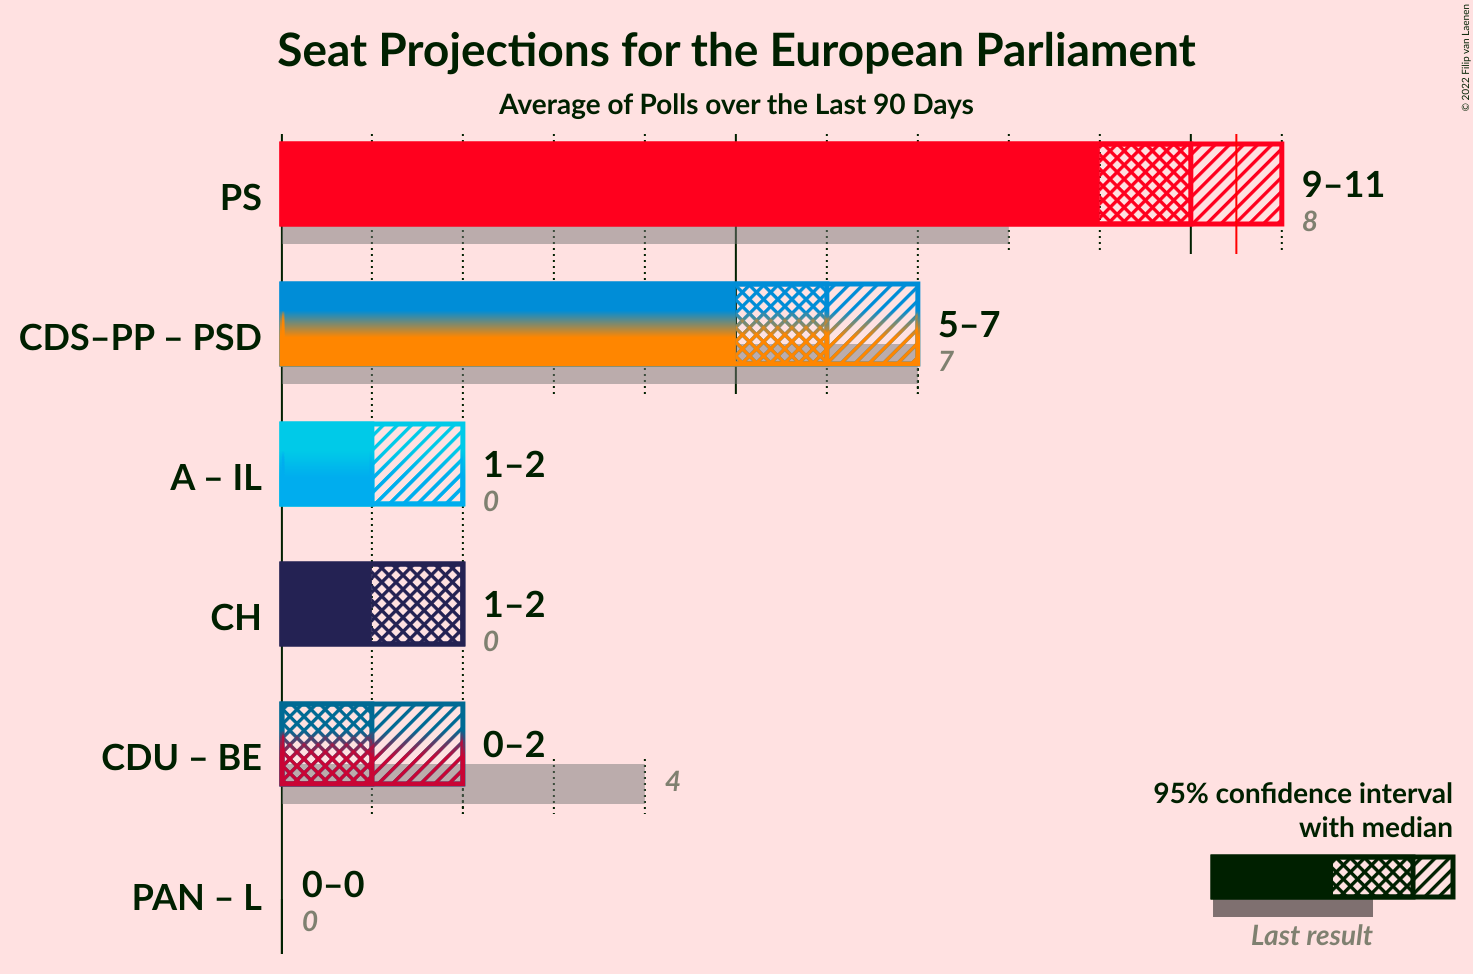 Seat Projections for the European Parliament
Average of Polls over the Last 90 Days
© 2022 Filip van Laenen
PS
9–11
8
CDS–PP – PSD
5–7
7
A – IL
1–2
0
CH
1–2
0
CDU – BE
0–2
4
PAN – L
0–0
0
95% confidence interval
with median
Last result